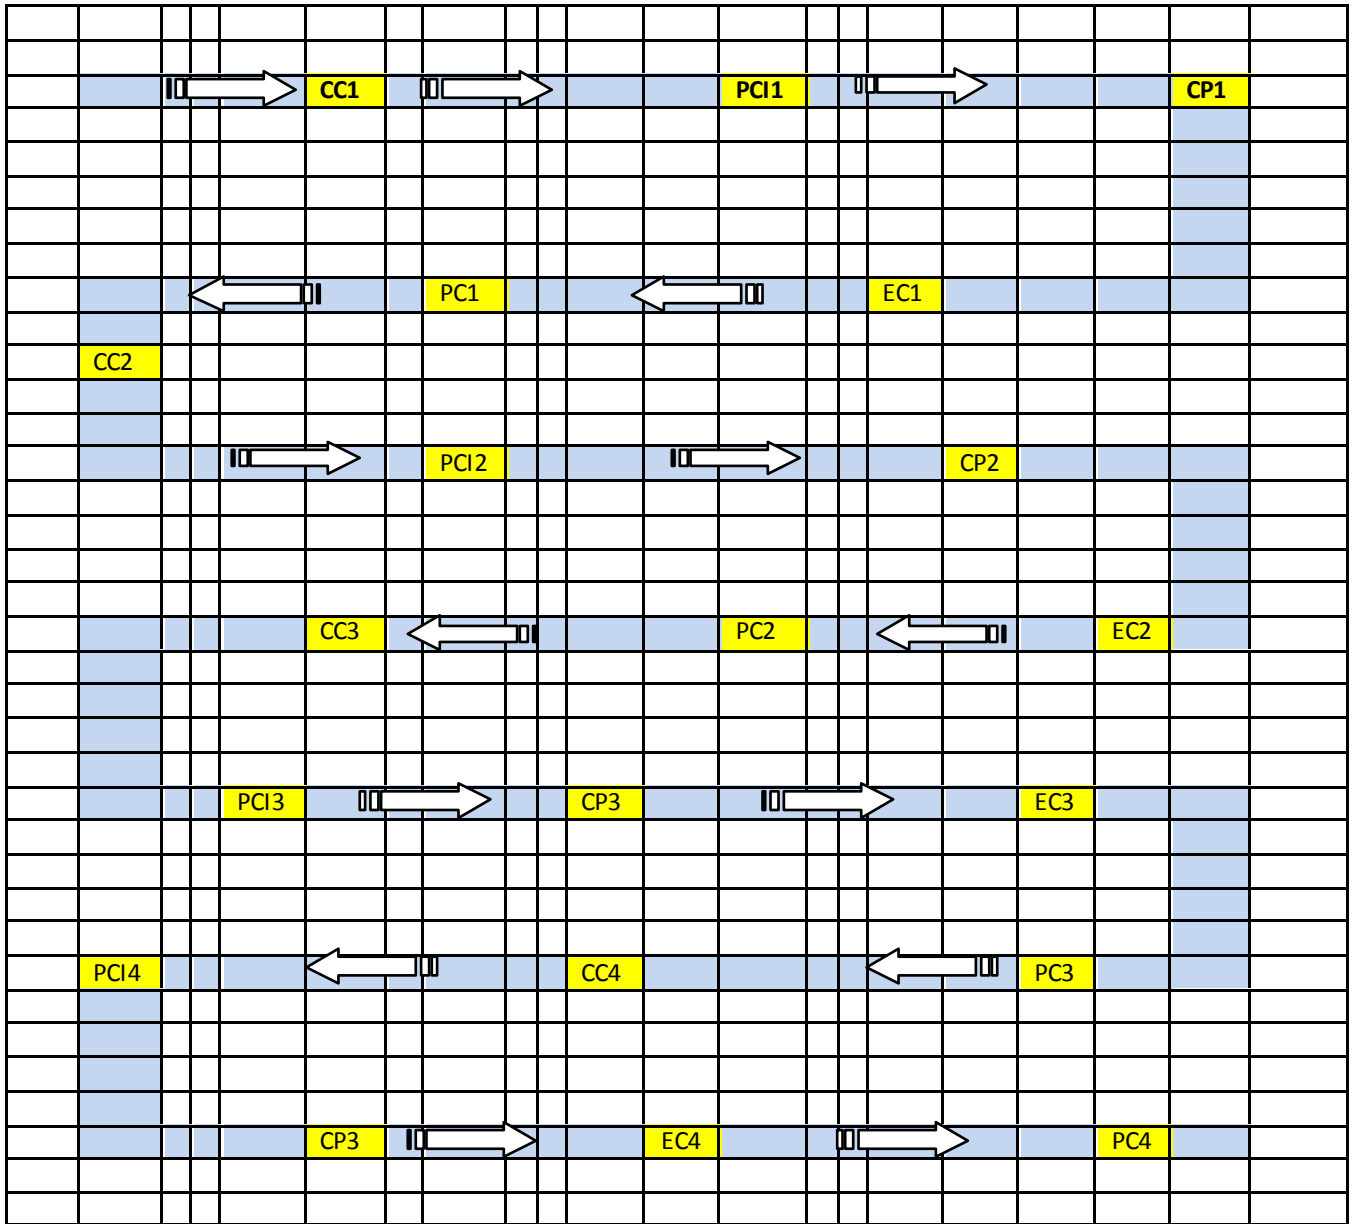 CC1 PCI1 CP1
PC1 EC1
CC2
PCI2 CP2
CC3 PC2 EC2
PCI3 CP3 EC3
PCI4 CC4 PC3
CP3 EC4 PC4